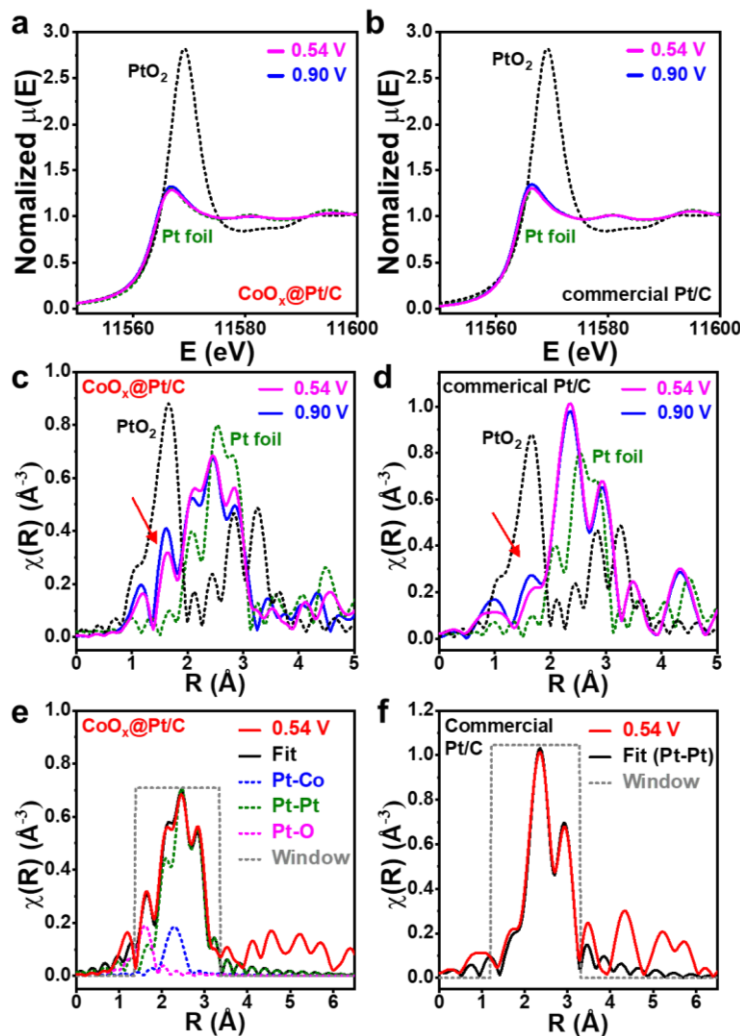 a
3.0
2.5
2.0
1.5
1.0
0.5
0.0
Nomalized μ(E)
PtO2
0.54 V
0.90 V
Pt foil
CoOx@Pt/C
11560 11580 11600
E (eV)
b
3.0
2.5
2.0
1.5
1.0
0.5
0.0
Nomalized μ(E)
PtO2
0.54 V
0.90 V
Pt foil
commercial Pt/C
11560 11580 11600
E (eV)
c
1.0
0.8
0.6
0.4
0.2
0.0
χ(R) (Å-3)
CoOx@Pt/C
0.54 V
0.90 V
PtO2
Pt foil
0 1 2 3 4 5
R (Å)
d
1.0
0.8
0.6
0.4
0.2
0.0
χ(R) (Å-3)
commerical Pt/C
0.54 V
0.90 V
PtO2
Pt foil
0 1 2 3 4 5
R (Å)
e
1.0
0.8
0.6
0.4
0.2
0.0
χ(R) (Å-3)
CoOx@Pt/C
0.54 V
Fit
Pt-Co
Pt-Pt
Pt-O
Window
0 1 2 3 4 5 6
R (Å)
f
1.2
1.0
0.8
0.6
0.4
0.2
0.0
χ(R) (Å-3)
Commercial
Pt/C
0.54 V
Fit (Pt-Pt)
Window
0 1 2 3 4 5 6
R (Å)